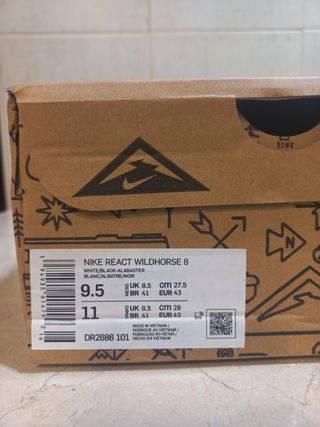 NIKE REACT WILDHORSE 8
WHITE/BLACK-ALABASTER
BLANC/ALBATRE/NOIR
9.5 MENS UK 8.5 CM 27.5
BR 41 EUR 43
11 UK 8.5 CM 28
BR 41 EUR 43
DR2686 101
MADE IN VIETNAM /
FABRIQUÉ AU VIETNAM /
FABRICADO NO VIETNÃ /
HECHO EN VIETNAM
N